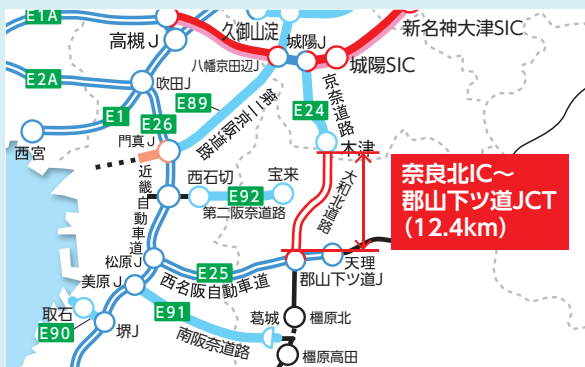 E1A
高槻J
久御山淀
城陽J
新名神大津SIC
八幡京田辺J
城陽SIC
E2A
吹田J
E1
E89
E24
京奈道路
第二京阪道路
E26
西宮
門真J
木津
近畿自動車道
西石切
宝来
E92
第二阪奈道路
大和北道路
奈良北IC〜
郡山下ツ道JCT
(12.4km)
松原J
天理
E25
西名阪自動車道
郡山下ツ道J
美原J
取石
E91
E90
堺J
南阪奈道路
葛城
橿原北
橿原高田